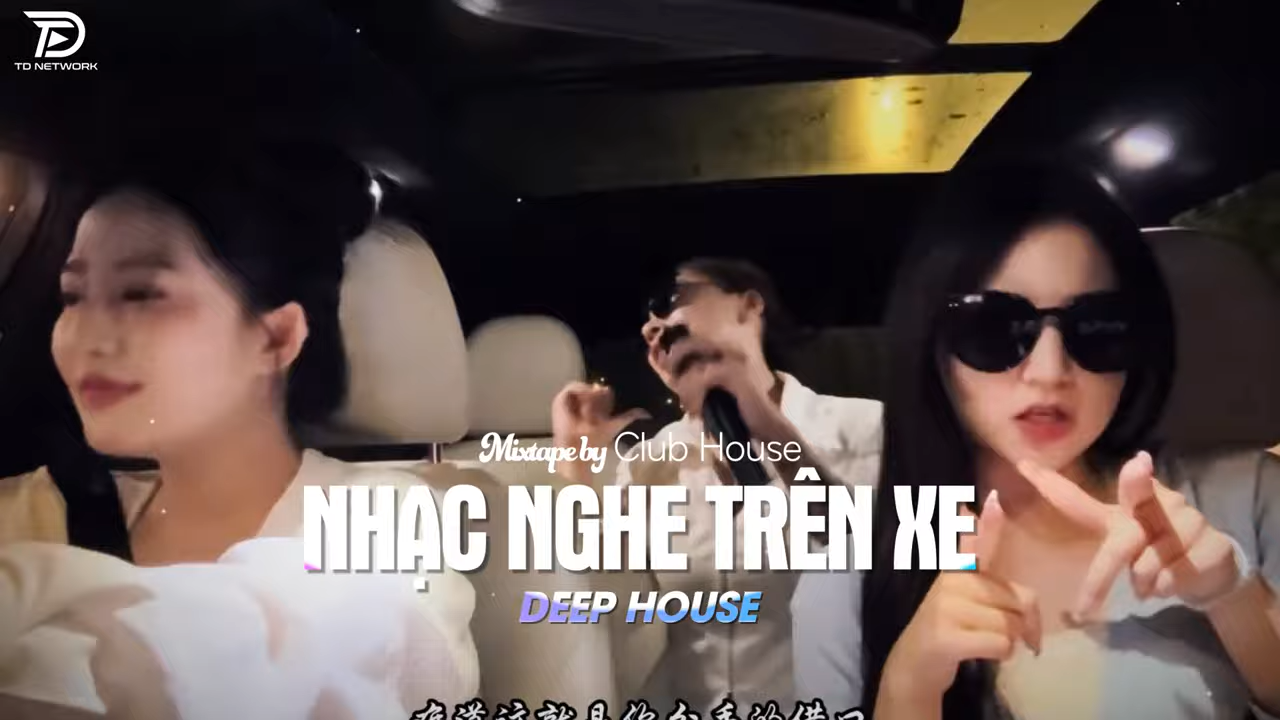 TD NETWORK
Mixtape by Club House
NHẠC NGHE TRÊN XE
DEEP HOUSE